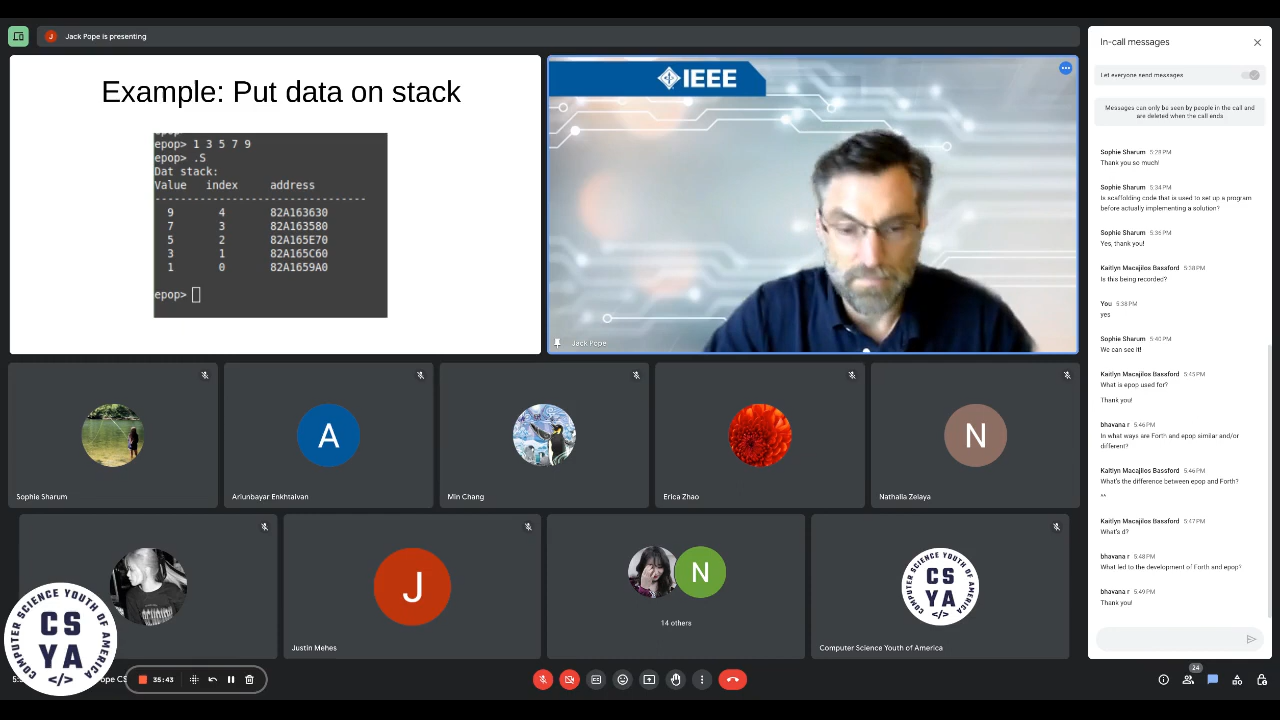 Jack Pope is presenting
Example: Put data on stack
epop> 1 3 5 7 9
epop> .S
Dat stack:
Value index address
-----------------------------------
9 4 82A163630
7 3 82A163580
5 2 82A165E70
3 1 82A165C60
1 0 82A1659A0
epop>
IEEE
Jack Pope
Sophie Sharum
A
Ariunbayar Enkhtaivan
Min Chang
Erica Zhao
N
Nathalia Zelaya
J
Justin Mehes
N
14 others
COMPUTER SCIENCE YOUTH OF AMERICA
CS
YA
</>
Computer Science Youth of America
COMPUTER SCIENCE YOUTH OF AMERICA
CS
YA
</>
35:43
In-call messages
Let everyone send messages
Messages can only be seen by people in the call and
are deleted when the call ends
Sophie Sharum 5:28 PM
Thank you so much!
Sophie Sharum 5:34 PM
Is scaffolding code that is used to set up a program
before actually implementing a solution?
Sophie Sharum 5:36 PM
Yes, thank you!
Kaitlyn Macajilos Bassford 5:38 PM
Is this being recorded?
You 5:38 PM
yes
Sophie Sharum 5:40 PM
We can see it!
Kaitlyn Macajilos Bassford 5:45 PM
What is epop used for?
Thank you!
bhavana r 5:46 PM
In what ways are Forth and epop similar and/or
different?
Kaitlyn Macajilos Bassford 5:46 PM
What's the difference between epop and Forth?
^^
Kaitlyn Macajilos Bassford 5:47 PM
What's d?
bhavana r 5:48 PM
What led to the development of Forth and epop?
bhavana r 5:49 PM
Thank you!
24